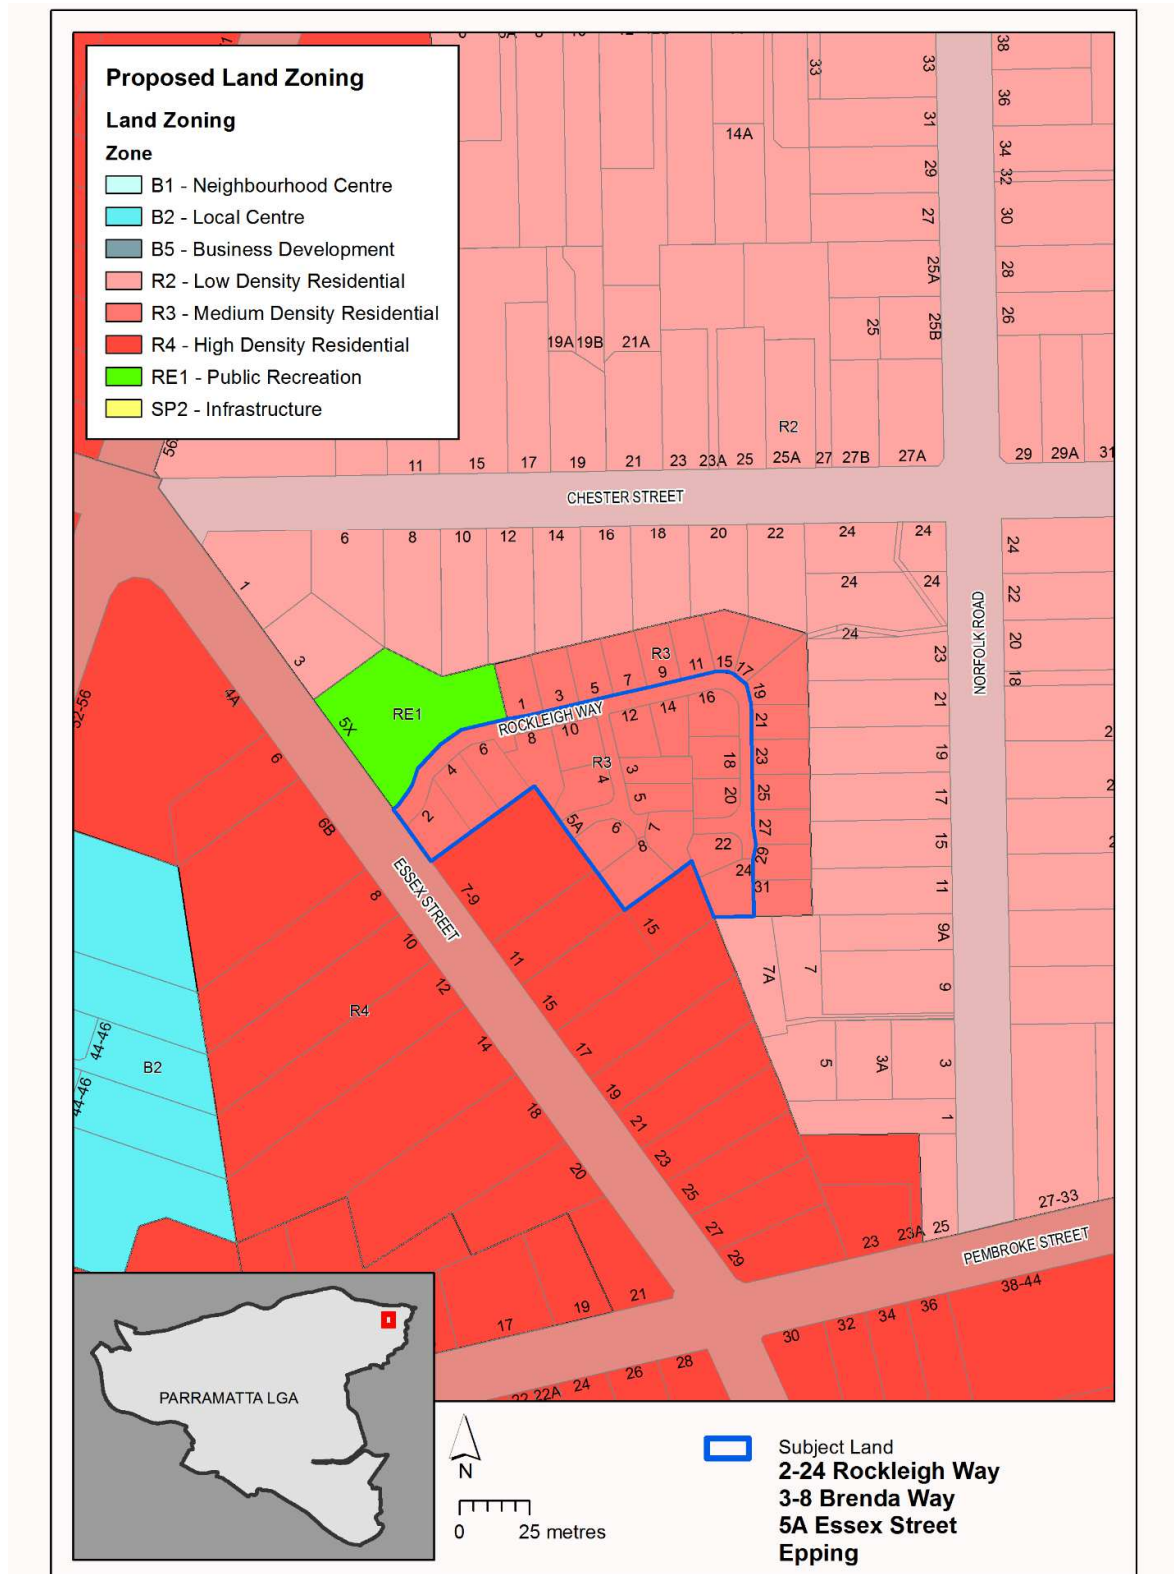 Proposed Land Zoning
Land Zoning
Zone
B1 - Neighbourhood Centre
B2 - Local Centre
B5 - Business Development
R2 - Low Density Residential
R3 - Medium Density Residential
R4 - High Density Residential
RE1 - Public Recreation
SP2 - Infrastructure
33 33 38
36
14A 31 34
29 32
27 30
25A 28
25 25B 26
19A 19B 21A
R2
11 15 17 19 21 23 23A 25 25A 27 27B 27A 29 29A 31
CHESTER STREET
6 8 10 12 14 16 18 20 22 24 24
24
1 24 24 22
24 20
3 23 18
NORFOLK ROAD
R3
1 3 5 7 9 11 15 17 19
21
RE1
5X
ROCKLEIGH WAY
2 4 6 8 10 12 14 16
R3
21 23 25 27 29 31
18 20 22 24
3 5 7
4 6 8
5A
19
17
15
11
9A
9
52-56
4A
6
6B
8
10
12
14
18
20
ESSEX STREET
7-9
11
15
15
17
19
21
23
25
27
29
7A 7
5 3A 3
1
R4
B2
44-46
44-46
27-33
23 23A 25
PEMBROKE STREET
38-44
17 19 21
30 32 34 36
22A 24 26 28
PARRAMATTA LGA
N
0 25 metres
Subject Land
2-24 Rockleigh Way
3-8 Brenda Way
5A Essex Street
Epping